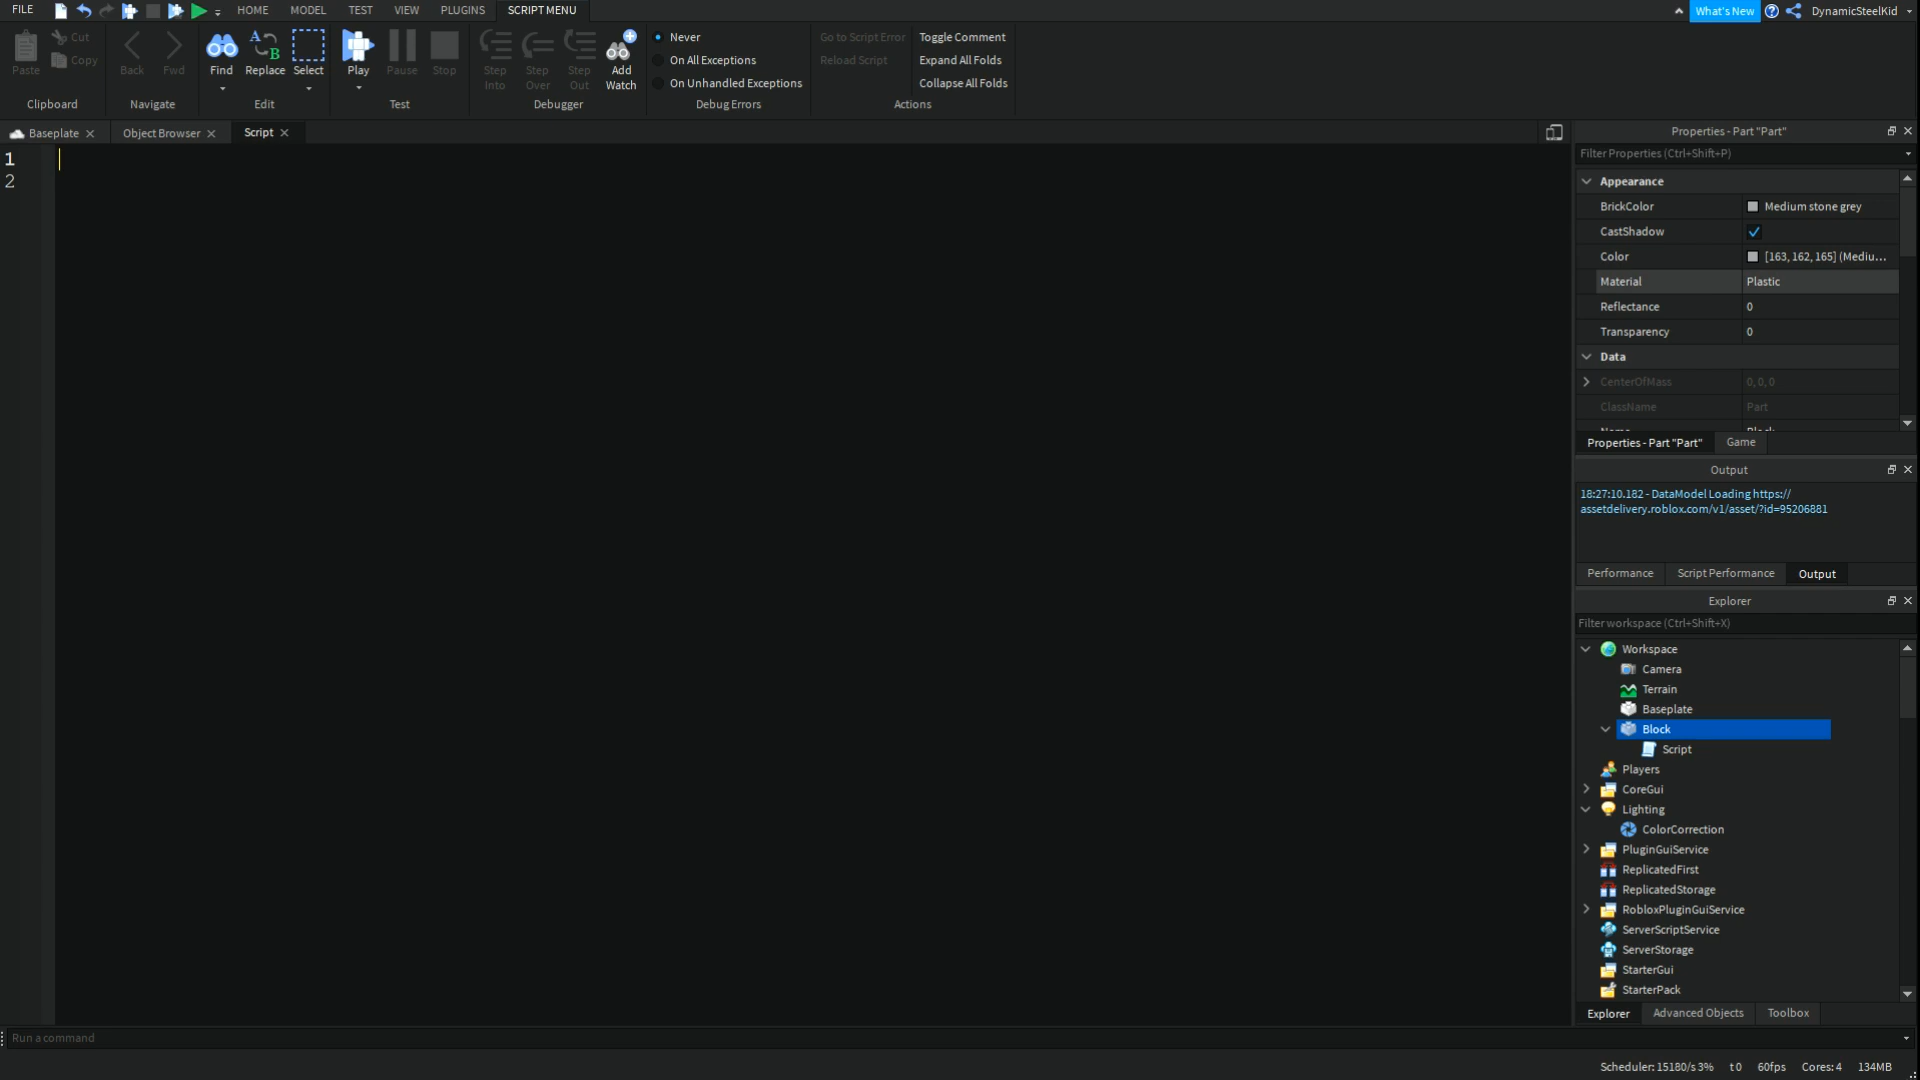 FILE HOME MODEL TEST VIEW PLUGINS SCRIPT MENU What's New DynamicSteelKid
Paste Cut Copy
Clipboard
Back Fwd
Navigate
Find Replace Select
Edit
Play Pause Stop
Test
Step Into Step Over Step Out Add Watch
Debugger
Never
On All Exceptions
On Unhandled Exceptions
Debug Errors
Go to Script Error
Reload Script
Toggle Comment
Expand All Folds
Collapse All Folds
Actions
Baseplate Object Browser Script
1
2
Properties - Part "Part"
Filter Properties (Ctrl+Shift+P)
Appearance
BrickColor Medium stone grey
CastShadow
Color [163, 162, 165] (Mediu...
Material Plastic
Reflectance 0
Transparency 0
Data
CenterOfMass 0, 0, 0
ClassName Part
Name Block
Properties - Part "Part" Game
Output
18:27:10.182 - DataModel Loading https://
assetdelivery.roblox.com/v1/asset/?id=95206881
Performance Script Performance Output
Explorer
Filter workspace (Ctrl+Shift+X)
Workspace
Camera
Terrain
Baseplate
Block
Script
Players
CoreGui
Lighting
ColorCorrection
PluginGuiService
ReplicatedFirst
ReplicatedStorage
RobloxPluginGuiService
ServerScriptService
ServerStorage
StarterGui
StarterPack
Explorer Advanced Objects Toolbox
Run a command
Scheduler: 15180/s 3% t 0 60fps Cores: 4 134MB